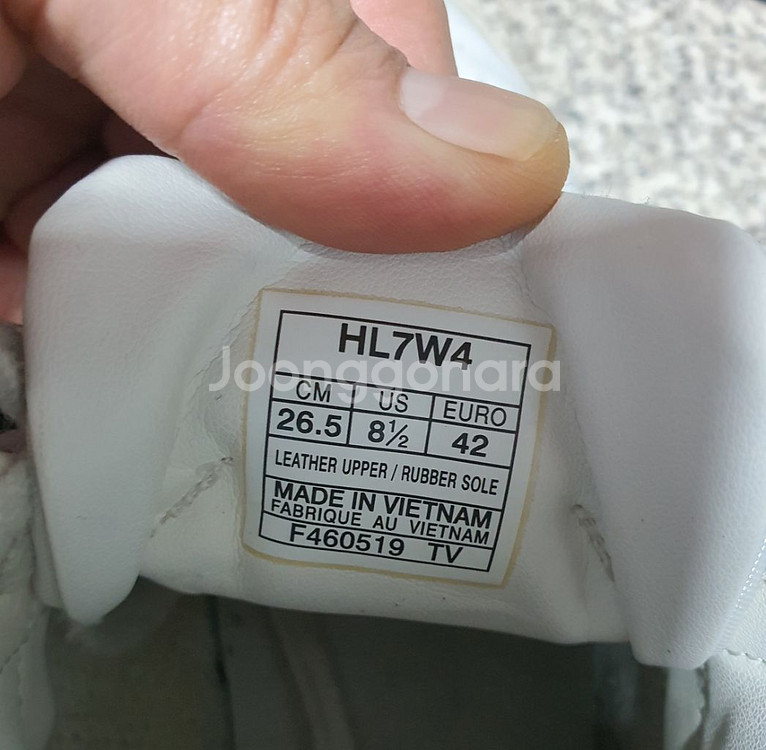 HL7W4
Joonggonara
CM US EURO
26.5 8½ 42
LEATHER UPPER / RUBBER SOLE
MADE IN VIETNAM
FABRIQUE AU VIETNAM
F460519 TV